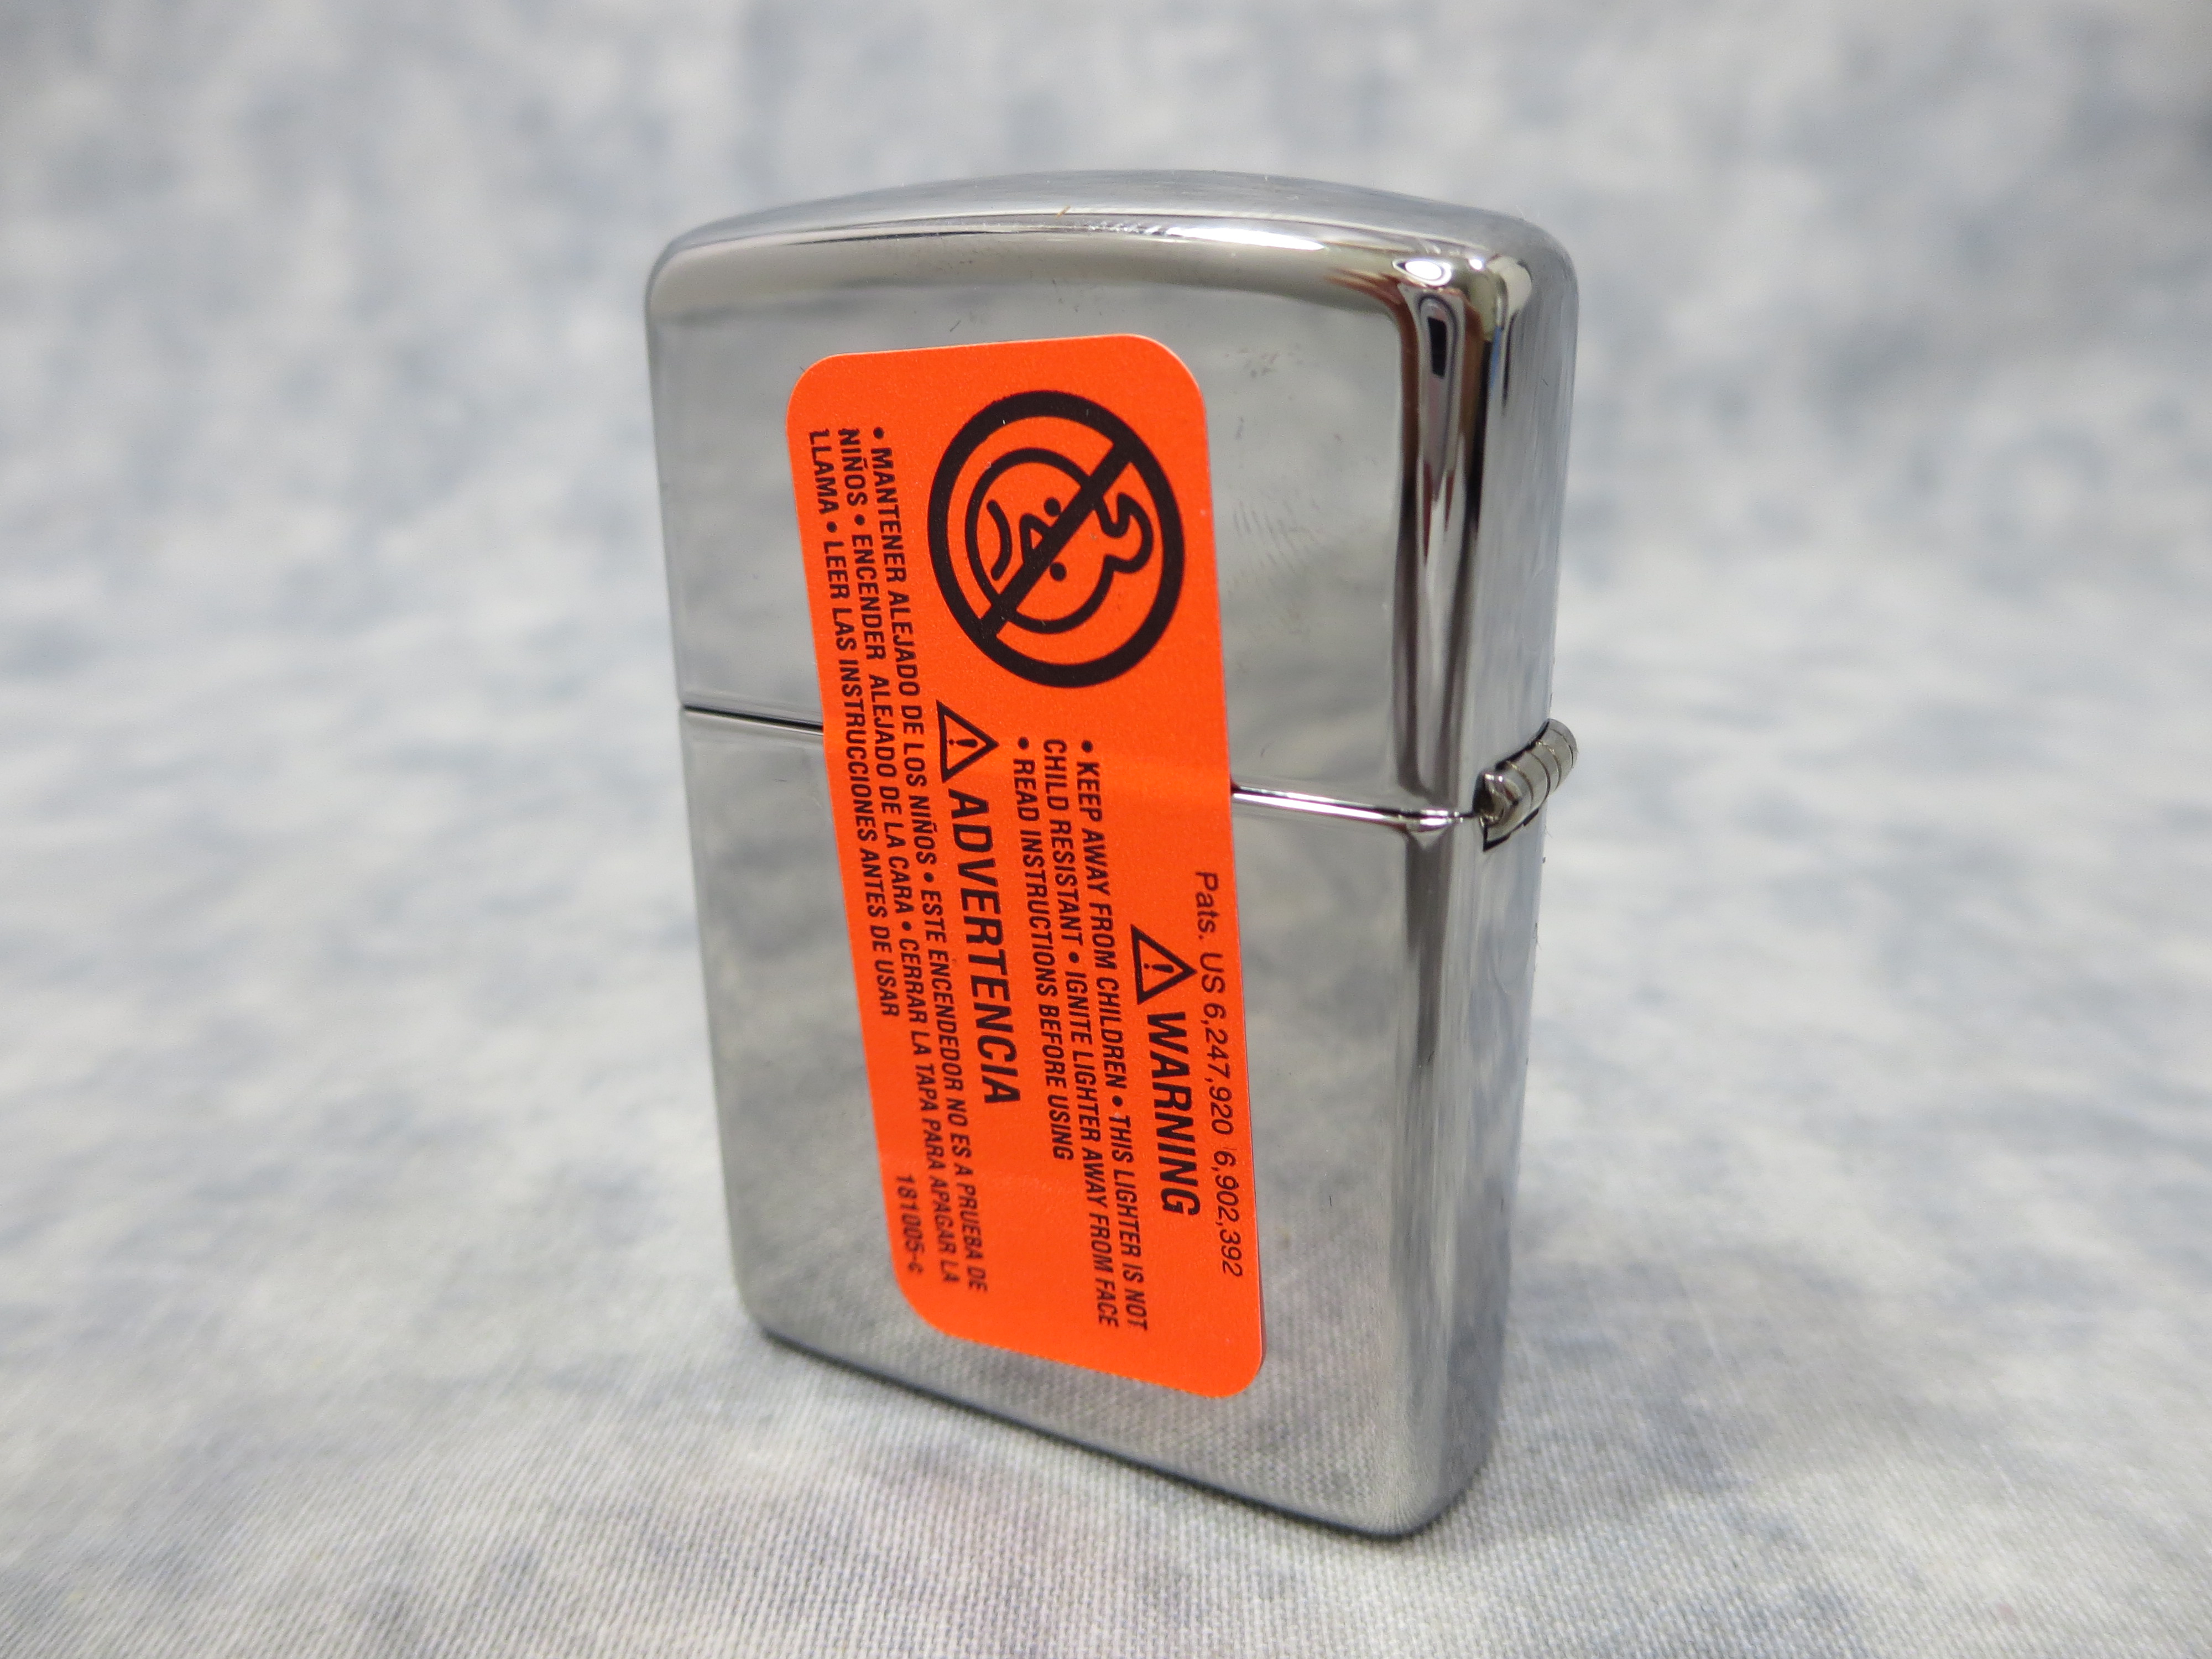 Pats. US 6,247,920 6,902,392
WARNING
• KEEP AWAY FROM CHILDREN • THIS LIGHTER IS NOT
CHILD RESISTANT • IGNITE LIGHTER AWAY FROM FACE
• READ INSTRUCTIONS BEFORE USING
ADVERTENCIA
• MANTENER ALEJADO DE LOS NIÑOS • ESTE ENCENDEDOR NO ES A PRUEBA DE
NIÑOS • ENCENDER ALEJADO DE LA CARA • CERRAR LA TAPA PARA APAGAR LA
LLAMA • LEER LAS INSTRUCCIONES ANTES DE USAR
181005-c